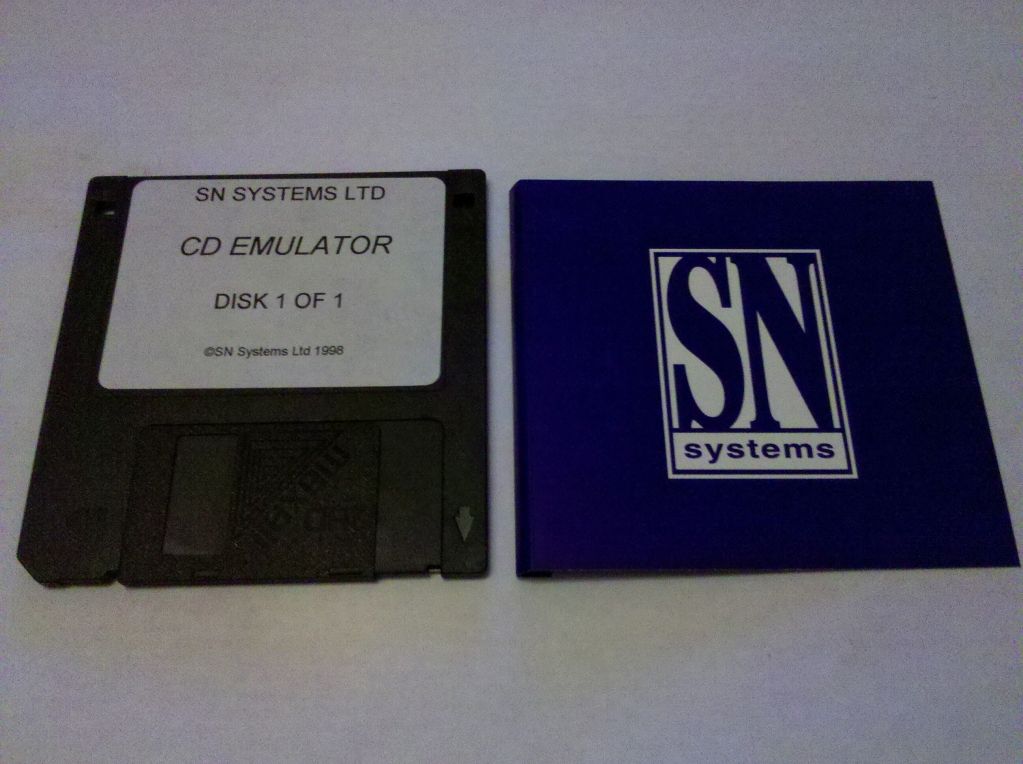 SN SYSTEMS LTD
CD EMULATOR
DISK 1 OF 1
©SN Systems Ltd 1998
SN
systems